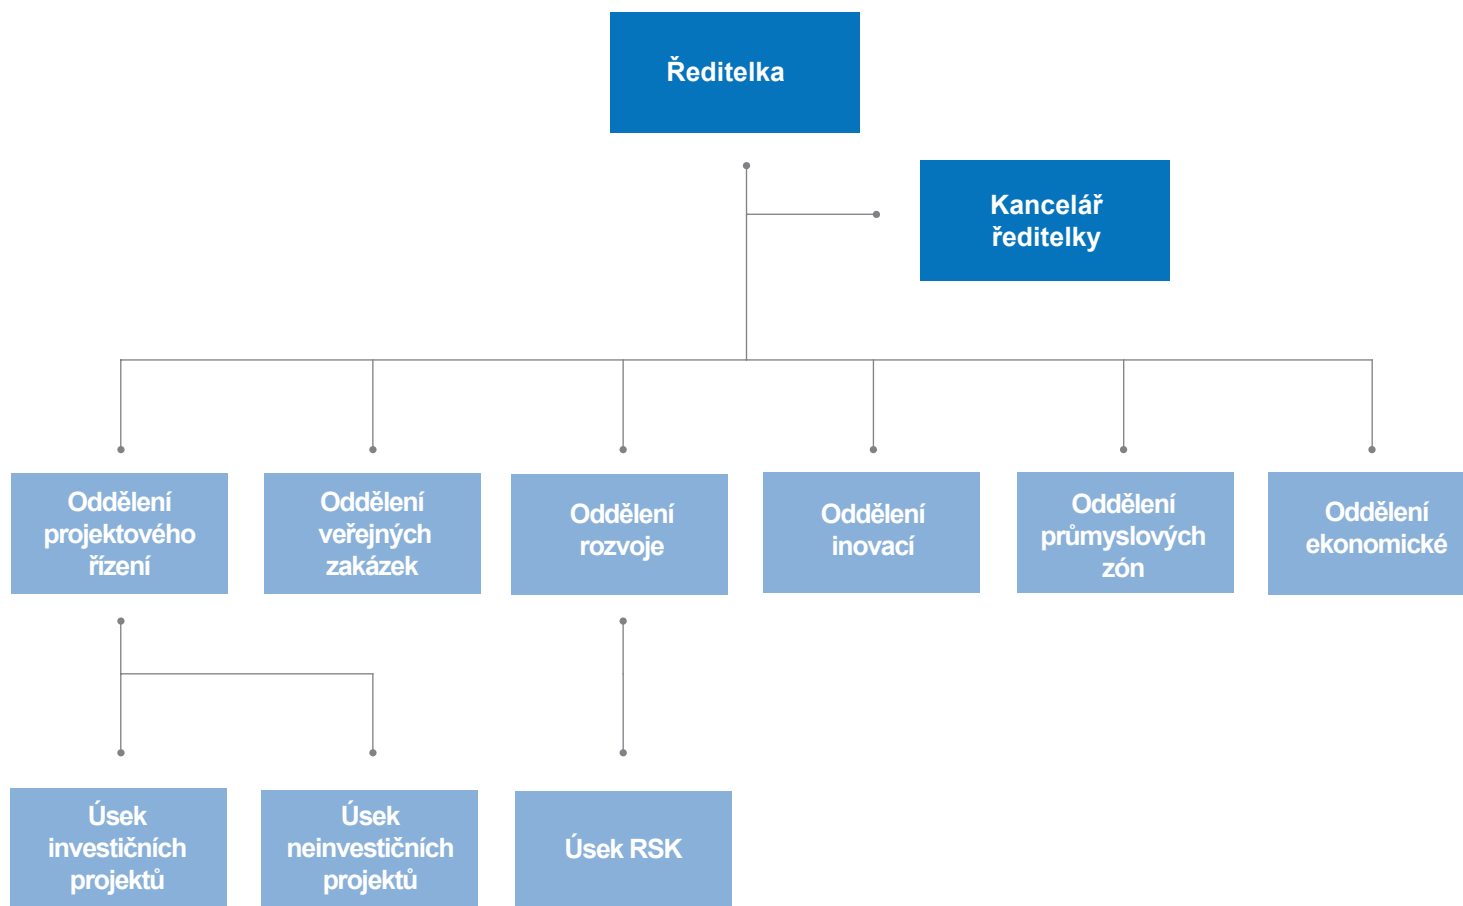 Ředitelka
Kancelář
ředitelky
Oddělení
projektového
řízení
Oddělení
veřejných
zakázek
Oddělení
rozvoje
Oddělení
inovací
Oddělení
průmyslových
zón
Oddělení
ekonomické
Úsek
investičních
projektů
Úsek
neinvestičních
projektů
Úsek RSK